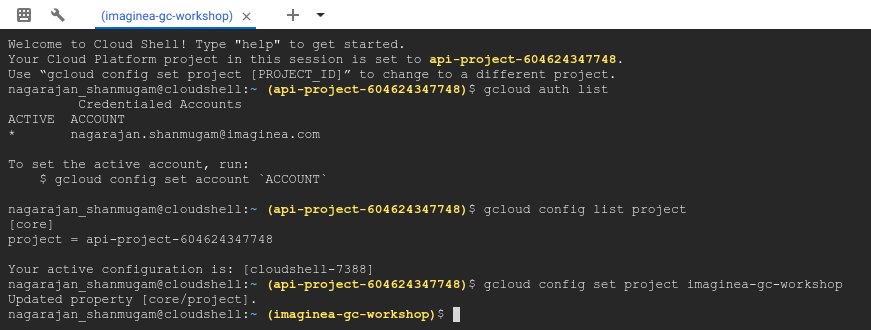 (imaginea-gc-workshop)
Welcome to Cloud Shell! Type "help" to get started.
Your Cloud Platform project in this session is set to api-project-604624347748.
Use “gcloud config set project [PROJECT_ID]” to change to a different project.
nagarajan_shanmugam@cloudshell:~ (api-project-604624347748)$ gcloud auth list
Credentialed Accounts
ACTIVE  ACCOUNT
*       nagarajan.shanmugam@imaginea.com
To set the active account, run:
$ gcloud config set account `ACCOUNT`
nagarajan_shanmugam@cloudshell:~ (api-project-604624347748)$ gcloud config list project
[core]
project = api-project-604624347748
Your active configuration is: [cloudshell-7388]
nagarajan_shanmugam@cloudshell:~ (api-project-604624347748)$ gcloud config set project imaginea-gc-workshop
Updated property [core/project].
nagarajan_shanmugam@cloudshell:~ (imaginea-gc-workshop)$